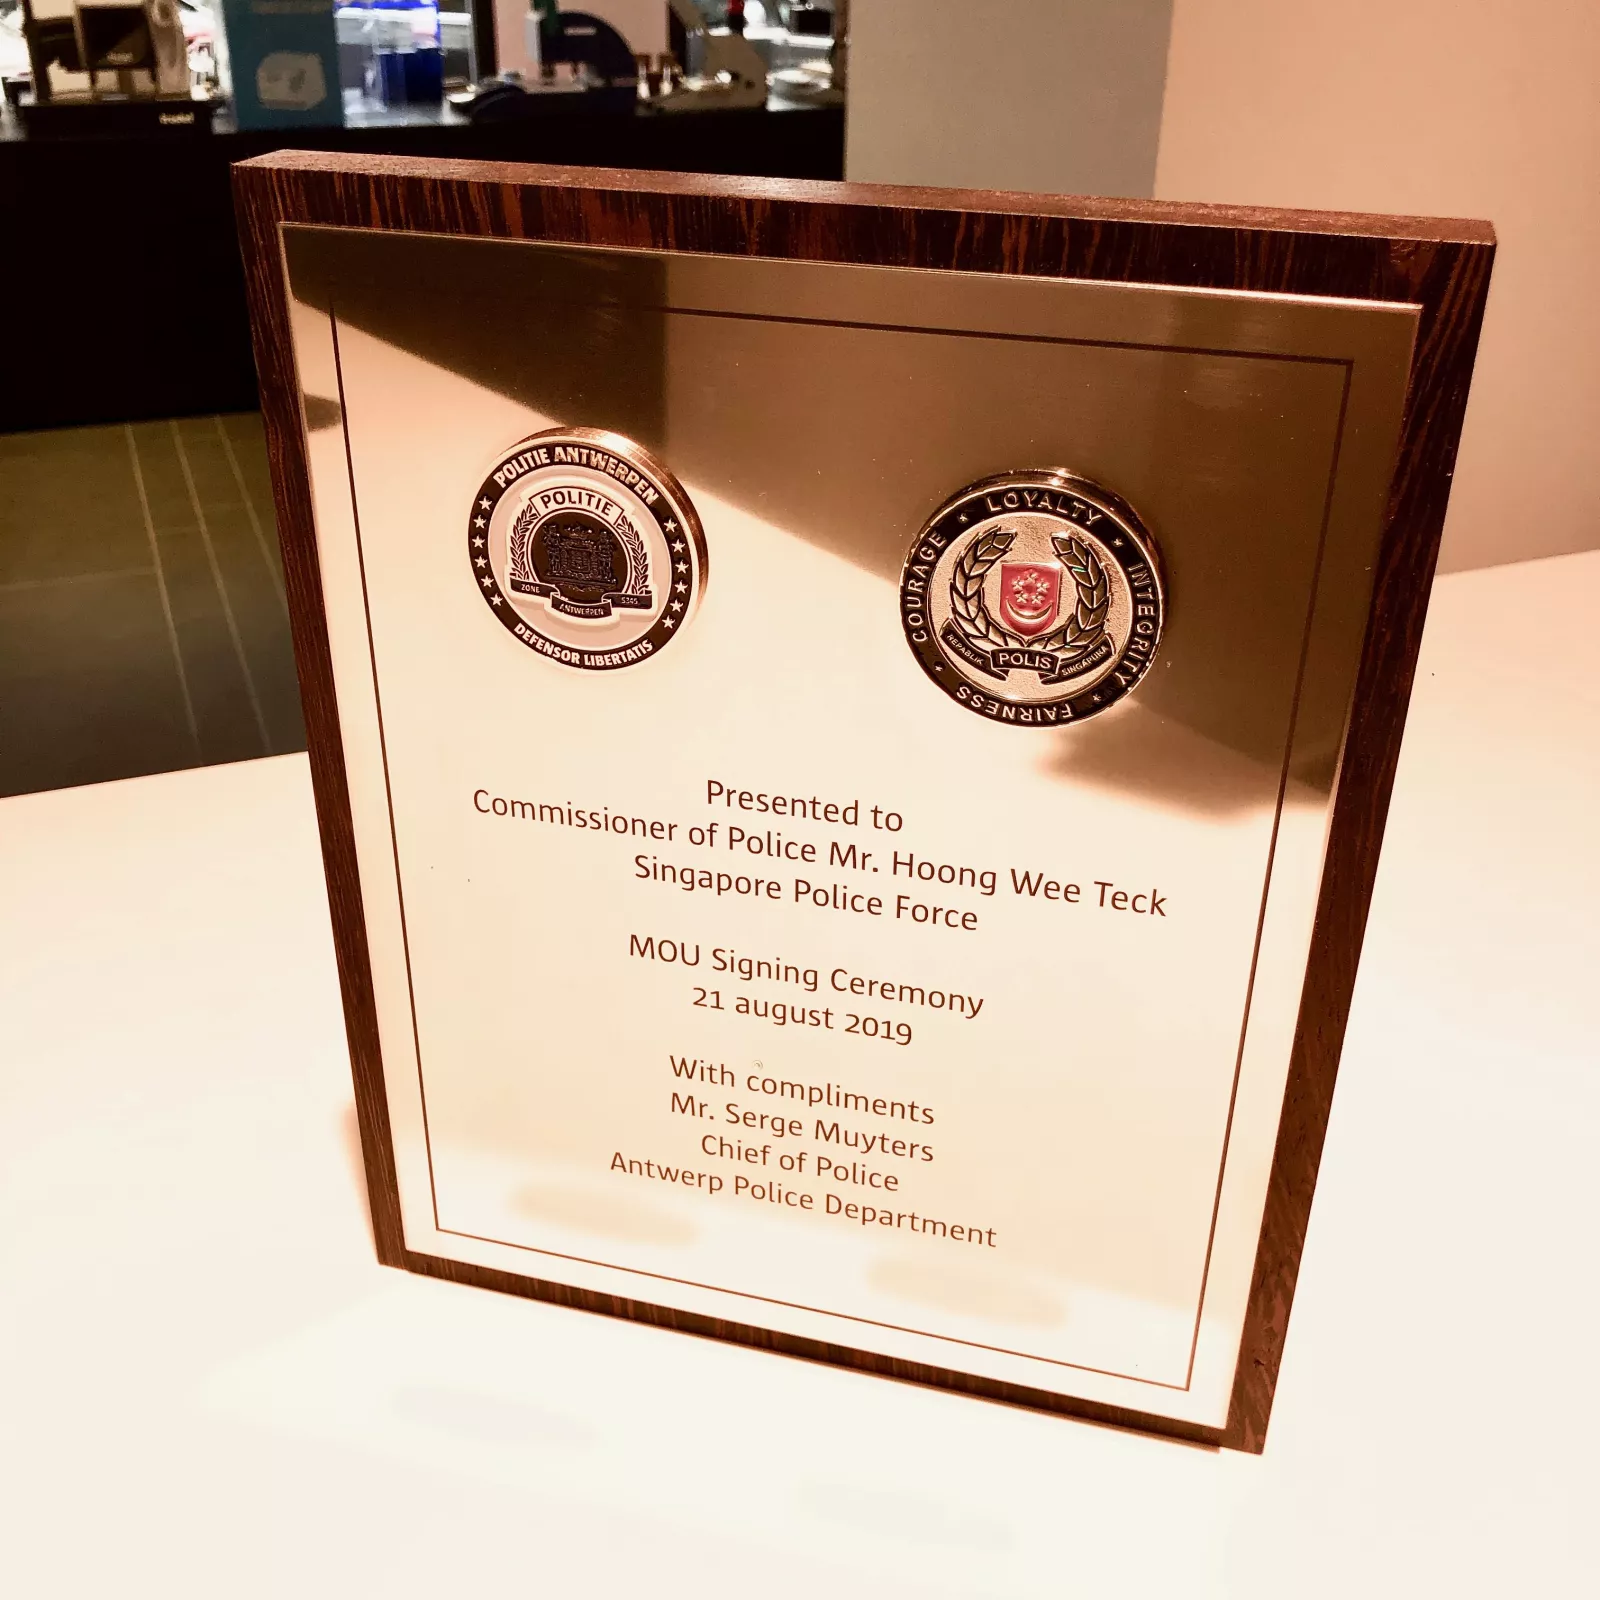 POLITIE ANTWERPEN
POLITIE
ZONE ANTWERPEN 5345
DEFENSOR LIBERTATIS
COURAGE ★ LOYALTY ★ INTEGRITY ★ FAIRNESS ★
REPABLIK POLIS SINGAPURA
Presented to
Commissioner of Police Mr. Hoong Wee Teck
Singapore Police Force
MOU Signing Ceremony
21 august 2019
With compliments
Mr. Serge Muyters
Chief of Police
Antwerp Police Department